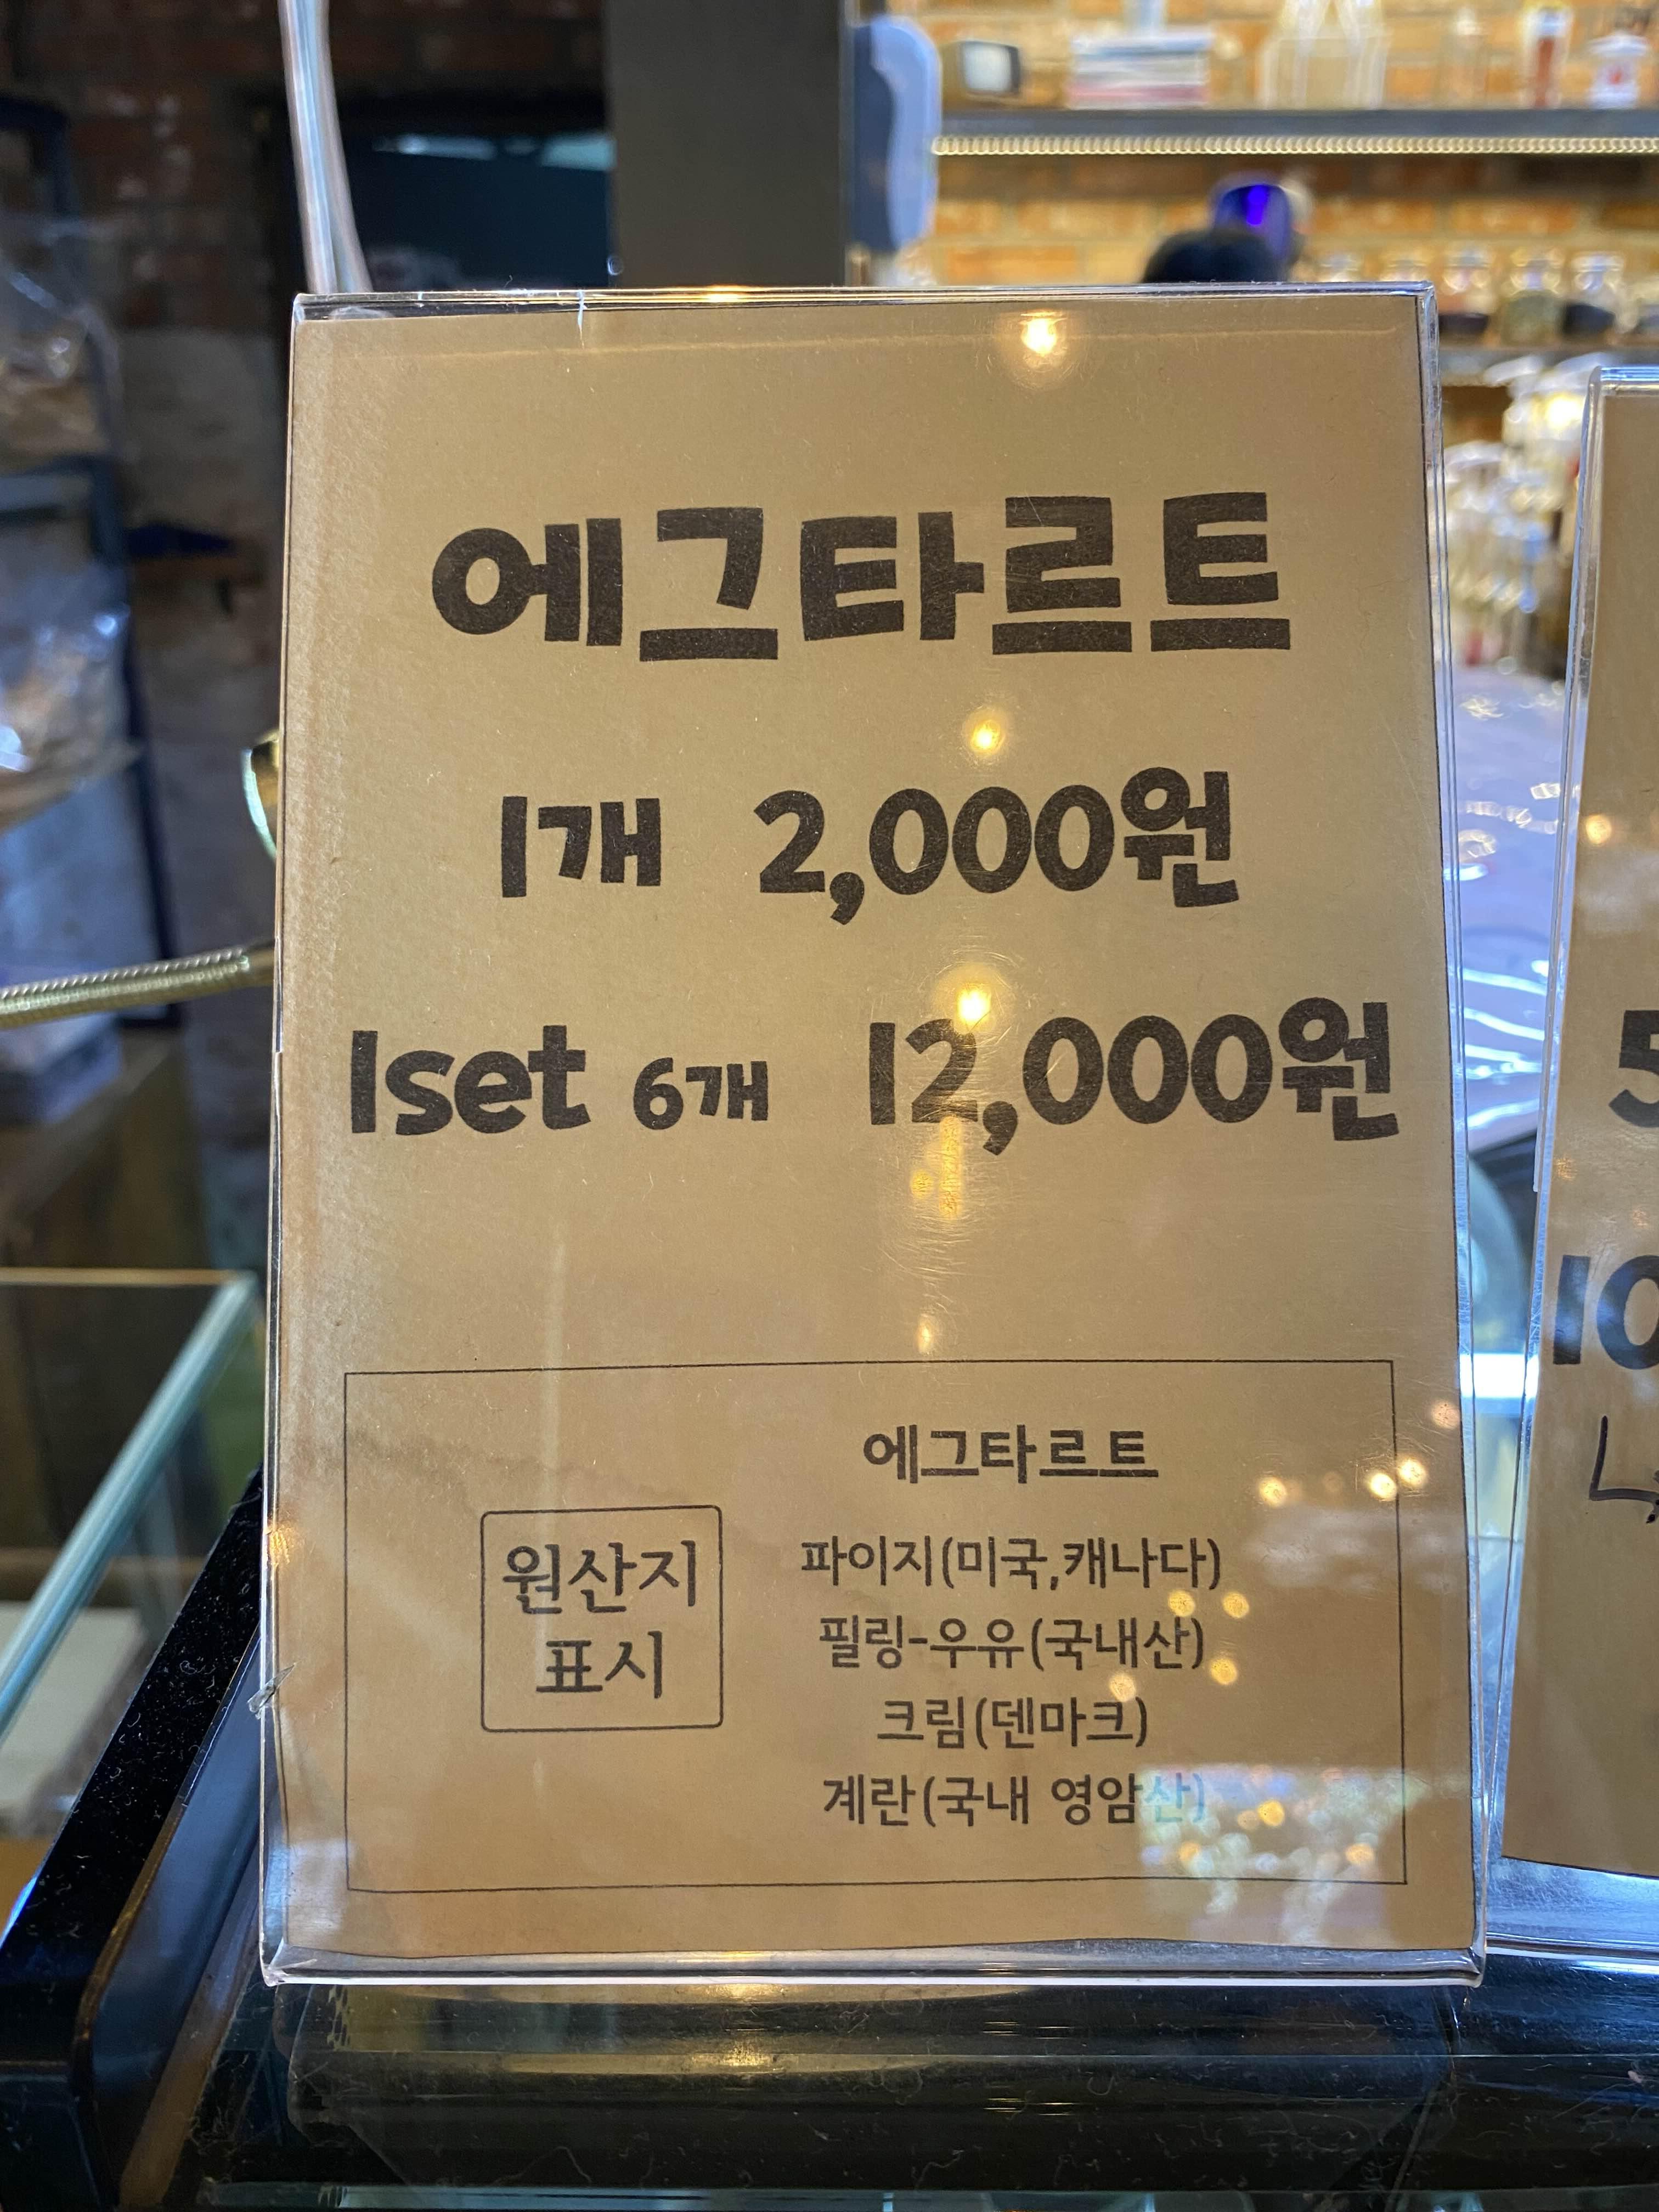 에그타르트
1개 2,000원
1set 6개 12,000원
원산지
표시
에그타르트
파이지(미국,캐나다)
필링-우유(국내산)
크림(덴마크)
계란(국내 영암산)
5
10